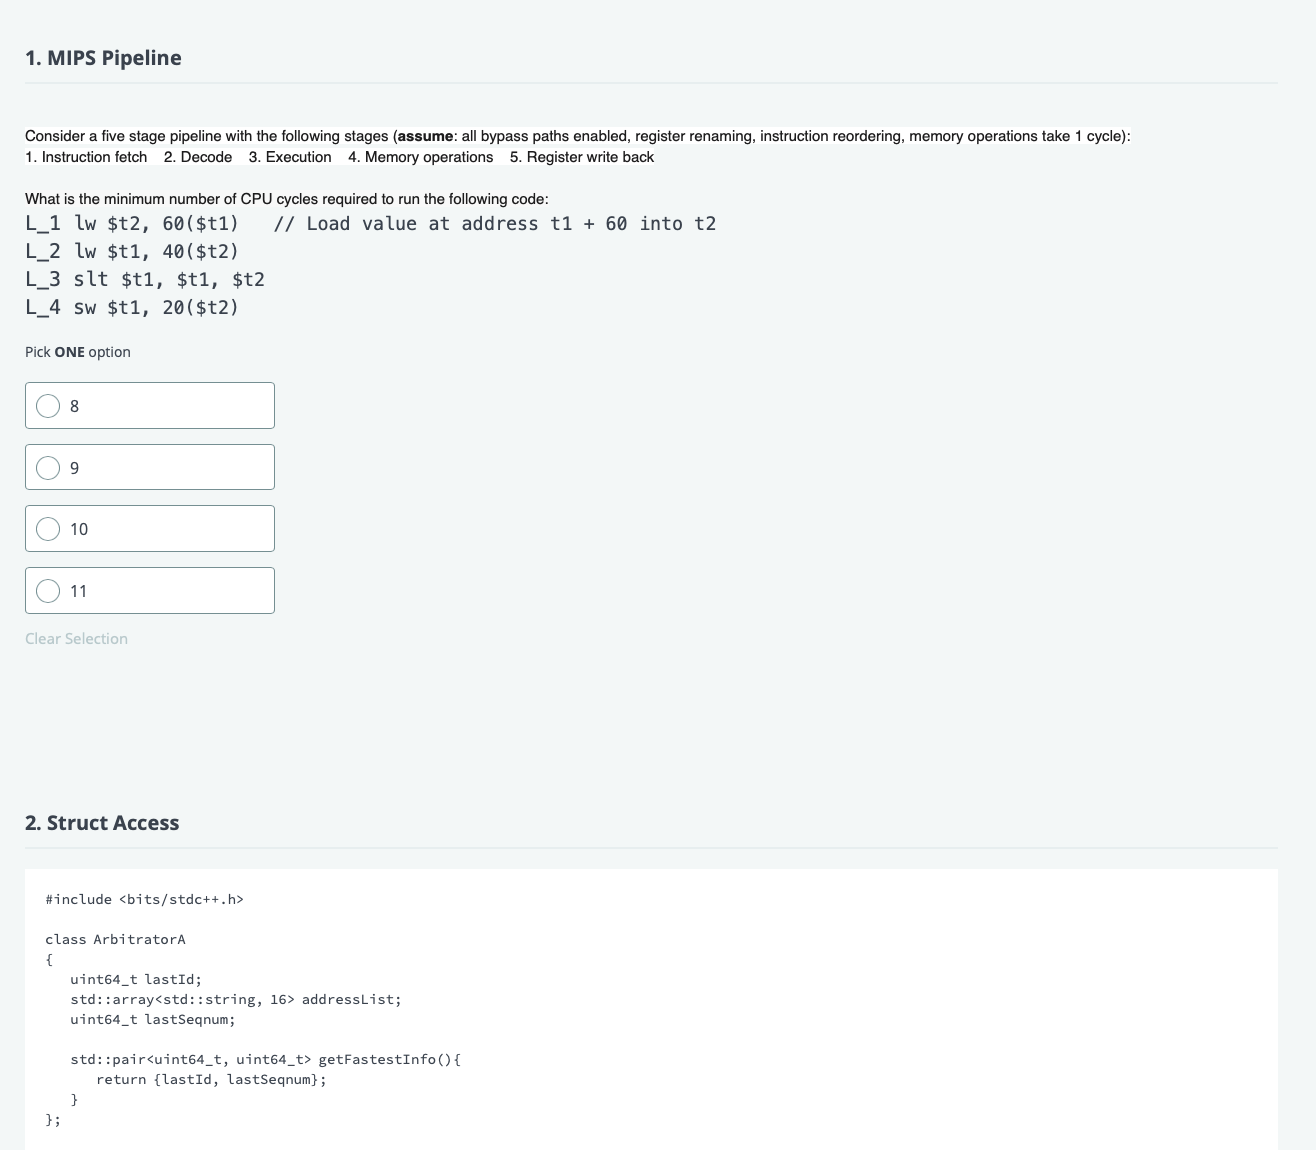 1. MIPS Pipeline
Consider a five stage pipeline with the following stages (assume: all bypass paths enabled, register renaming, instruction reordering, memory operations take 1 cycle):
1. Instruction fetch    2. Decode    3. Execution    4. Memory operations    5. Register write back
What is the minimum number of CPU cycles required to run the following code:
L_1 lw $t2, 60($t1)   // Load value at address t1 + 60 into t2
L_2 lw $t1, 40($t2)
L_3 slt $t1, $t1, $t2
L_4 sw $t1, 20($t2)
Pick ONE option
8
9
10
11
Clear Selection
2. Struct Access
#include <bits/stdc++.h>
class ArbitratorA
{
   uint64_t lastId;
   std::array<std::string, 16> addressList;
   uint64_t lastSeqnum;
   std::pair<uint64_t, uint64_t> getFastestInfo(){
      return {lastId, lastSeqnum};
   }
};